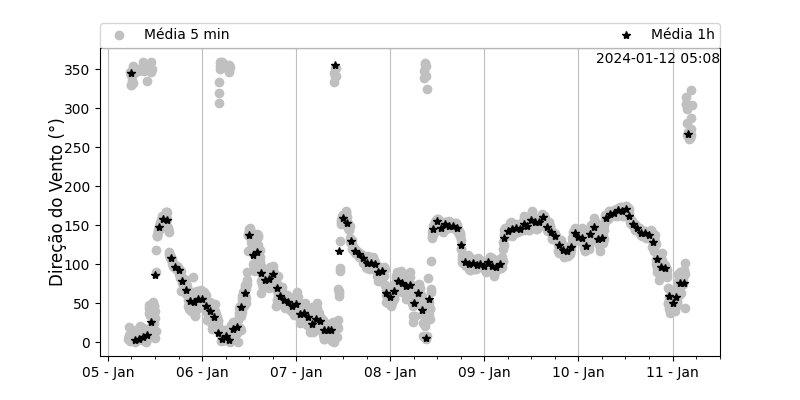 Média 5 min
Média 1h
2024-01-12 05:08
Direção do Vento (°)
350
300
250
200
150
100
50
0
05 - Jan
06 - Jan
07 - Jan
08 - Jan
09 - Jan
10 - Jan
11 - Jan